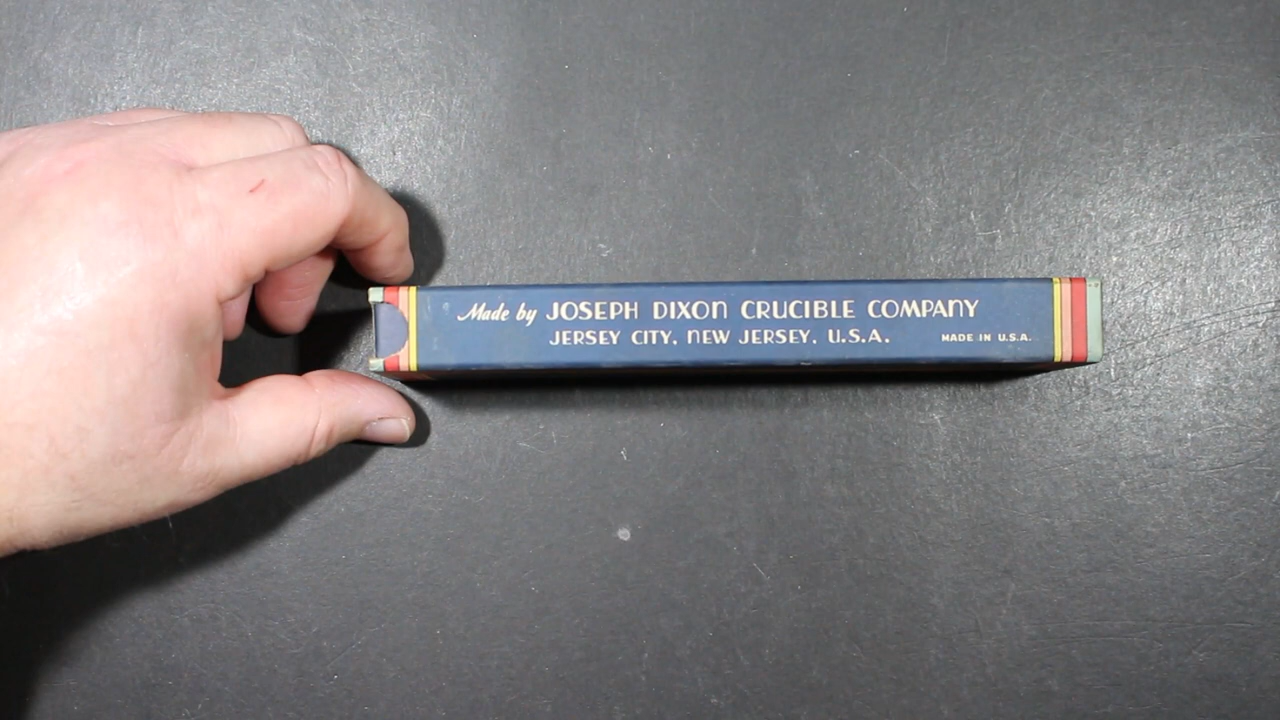 Made by JOSEPH DIXON CRUCIBLE COMPANY
JERSEY CITY, NEW JERSEY, U.S.A.
MADE IN U.S.A.